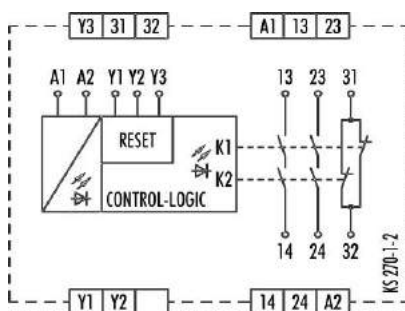 Y3 31 32 A1 13 23
A1 A2 Y1 Y2 Y3 13 23 31
RESET
K1
K2
CONTROL-LOGIC
14 24 32
KS 270-1-2
Y1 Y2 14 24 A2